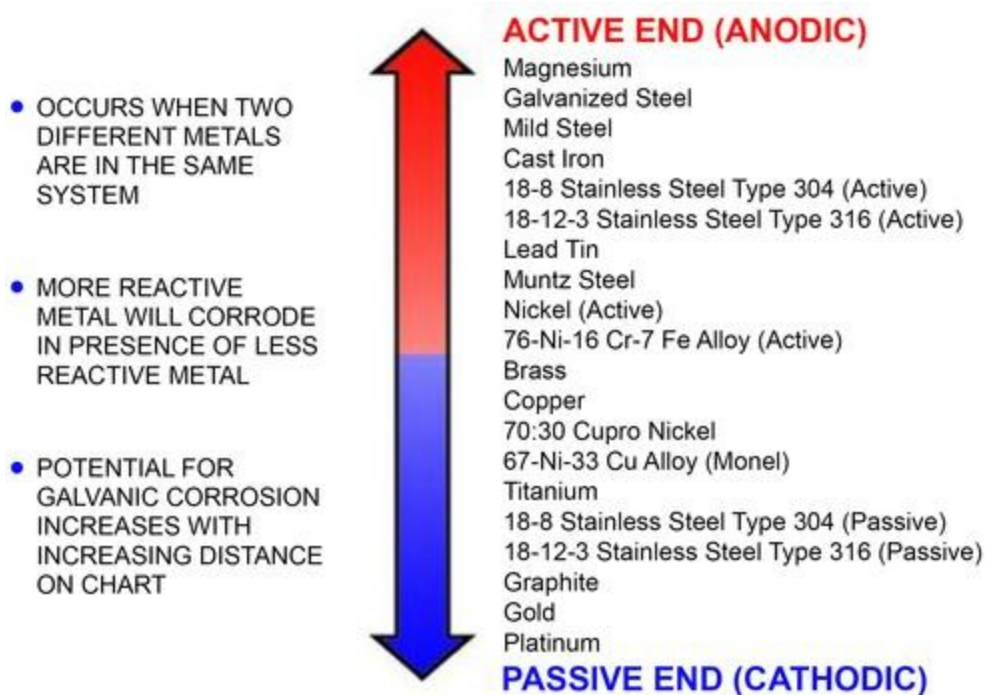 ● OCCURS WHEN TWO
DIFFERENT METALS
ARE IN THE SAME
SYSTEM
● MORE REACTIVE
METAL WILL CORRODE
IN PRESENCE OF LESS
REACTIVE METAL
● POTENTIAL FOR
GALVANIC CORROSION
INCREASES WITH
INCREASING DISTANCE
ON CHART
ACTIVE END (ANODIC)
Magnesium
Galvanized Steel
Mild Steel
Cast Iron
18-8 Stainless Steel Type 304 (Active)
18-12-3 Stainless Steel Type 316 (Active)
Lead Tin
Muntz Steel
Nickel (Active)
76-Ni-16 Cr-7 Fe Alloy (Active)
Brass
Copper
70:30 Cupro Nickel
67-Ni-33 Cu Alloy (Monel)
Titanium
18-8 Stainless Steel Type 304 (Passive)
18-12-3 Stainless Steel Type 316 (Passive)
Graphite
Gold
Platinum
PASSIVE END (CATHODIC)